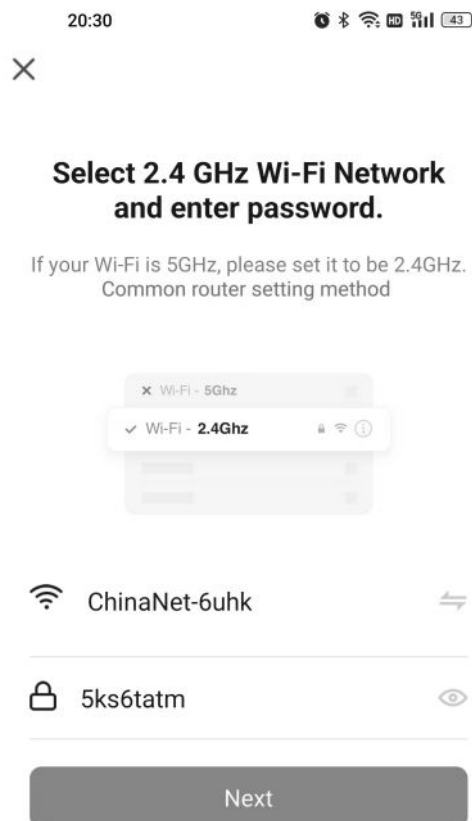 20:30 HD 5G 43
Select 2.4 GHz Wi-Fi Network
and enter password.
If your Wi-Fi is 5GHz, please set it to be 2.4GHz.
Common router setting method
Wi-Fi - 5Ghz
Wi-Fi - 2.4Ghz
ChinaNet-6uhk
5ks6tatm
Next